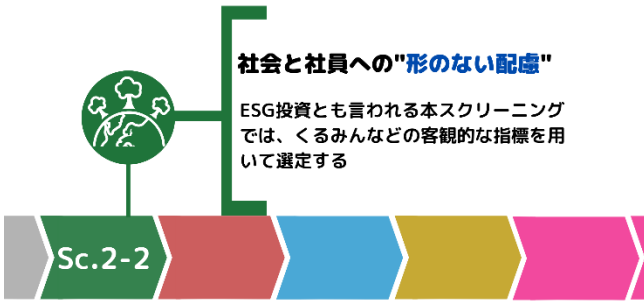 社会と社員への"形のない配慮"
ESG投資とも言われる本スクリーニング
では、くるみんなどの客観的な指標を用
いて選定する
Sc.2-2